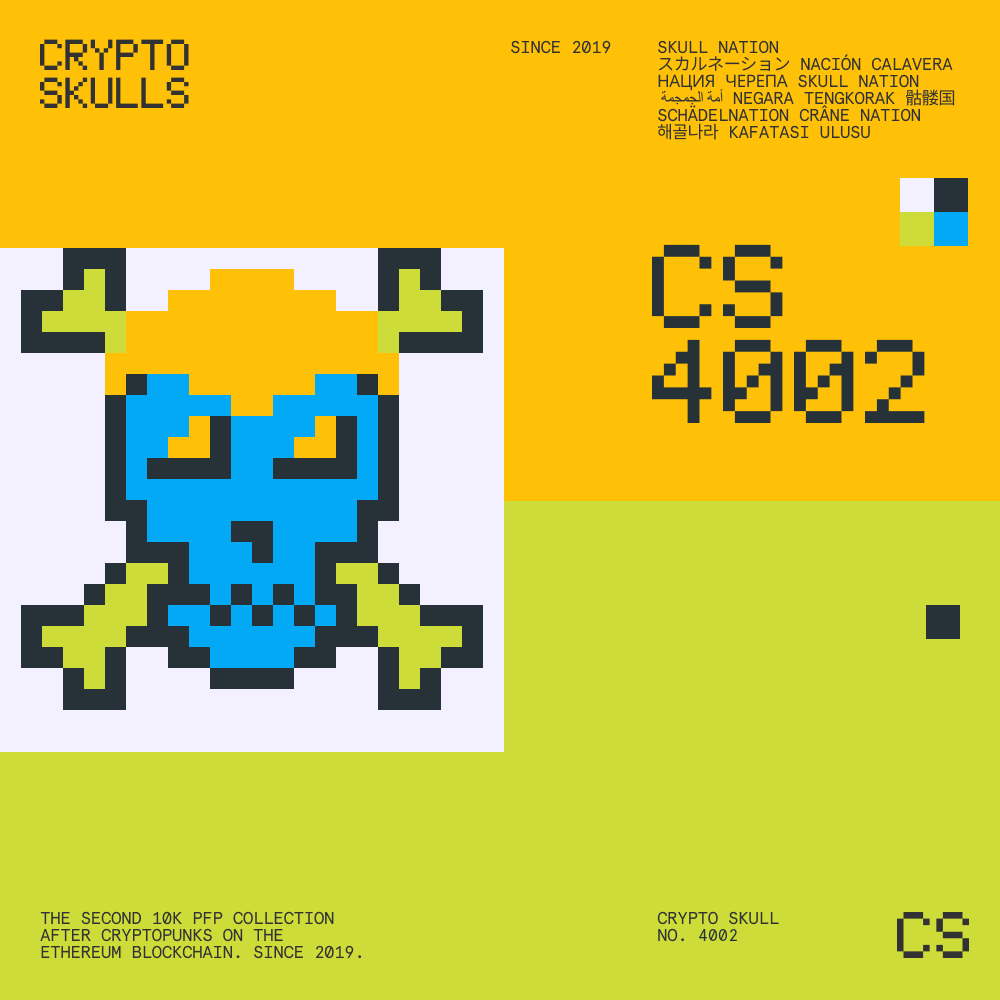 CRYPTO
SKULLS
SINCE 2019
SKULL NATION
スカルネーション NACIÓN CALAVERA
НАЦИЯ ЧЕРЕПА SKULL NATION
أمة الجمجمة NEGARA TENGKORAK 骷髅国
SCHÄDELNATION CRÂNE NATION
해골나라 KAFATASI ULUSU
CS
4002
THE SECOND 10K PFP COLLECTION
AFTER CRYPTOPUNKS ON THE
ETHEREUM BLOCKCHAIN. SINCE 2019.
CRYPTO SKULL
NO. 4002
CS